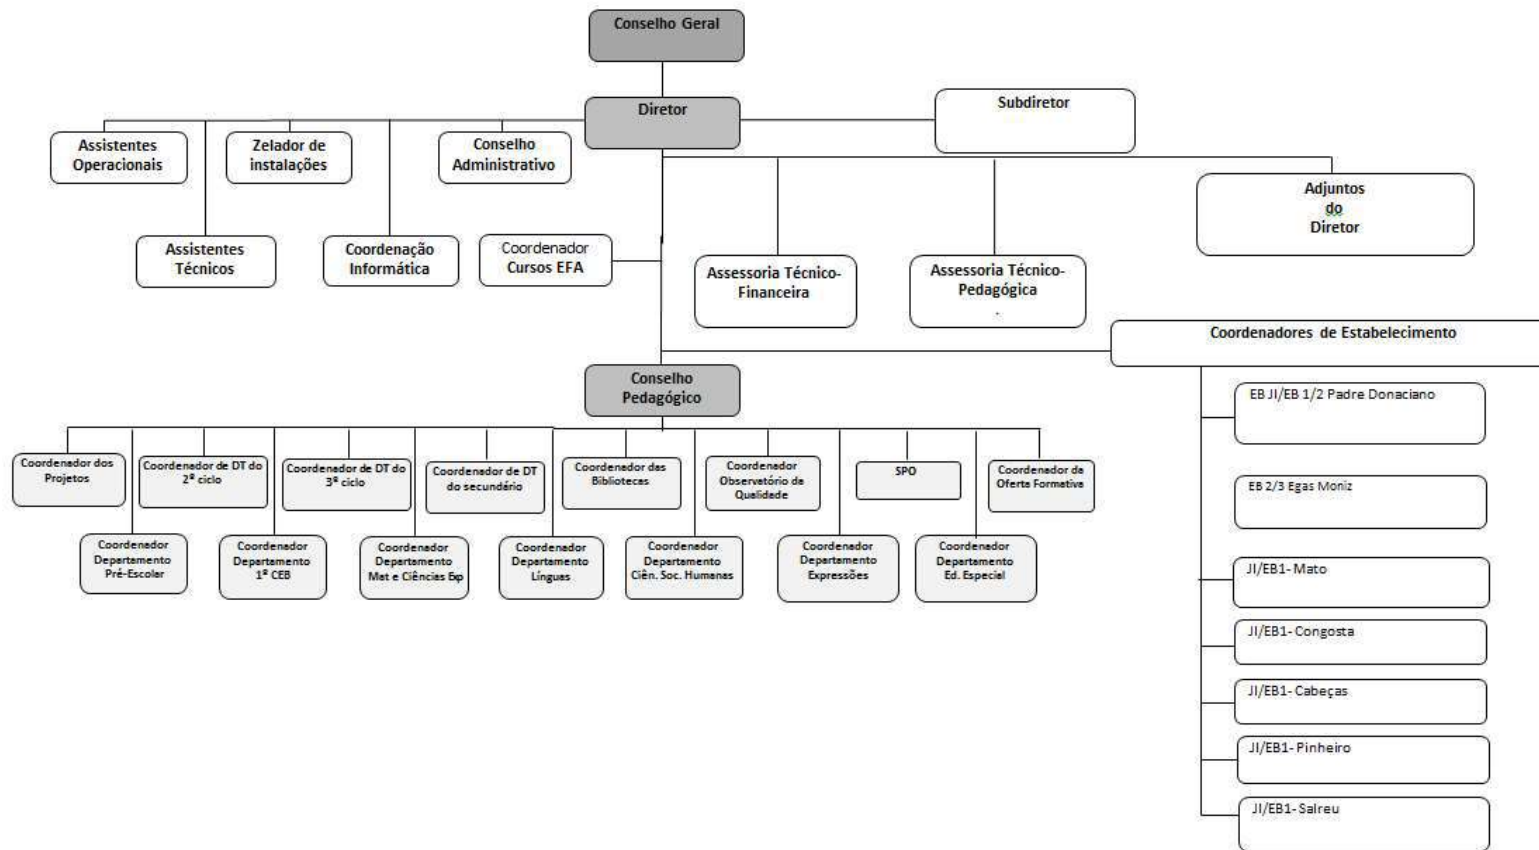 Conselho Geral
Diretor
Subdiretor
Assistentes
Operacionais
Zelador de
instalações
Conselho
Administrativo
Adjuntos
do
Diretor
Assistentes
Técnicos
Coordenação
Informática
Coordenador
Cursos EFA
Assessoria Técnico-
Financeira
Assessoria Técnico-
Pedagógica
.
Coordenadores de Estabelecimento
Conselho
Pedagógico
Coordenador dos
Projetos
Coordenador de DT do
2º ciclo
Coordenador de DT do
3º ciclo
Coordenador de DT
do secundário
Coordenador das
Bibliotecas
Coordenador
Observatório da
Qualidade
SPO
Coordenador da
Oferta Formativa
Coordenador
Departamento
Pré-Escolar
Coordenador
Departamento
1º CEB
Coordenador
Departamento
Mat e Ciências Exp
Coordenador
Departamento
Línguas
Coordenador
Departamento
Ciên. Soc. Humanas
Coordenador
Departamento
Expressões
Coordenador
Departamento
Ed. Especial
EB JI/EB 1/2 Padre Donaciano
EB 2/3 Egas Moniz
JI/EB1- Mato
JI/EB1- Congosta
JI/EB1- Cabeças
JI/EB1- Pinheiro
JI/EB1- Salreu